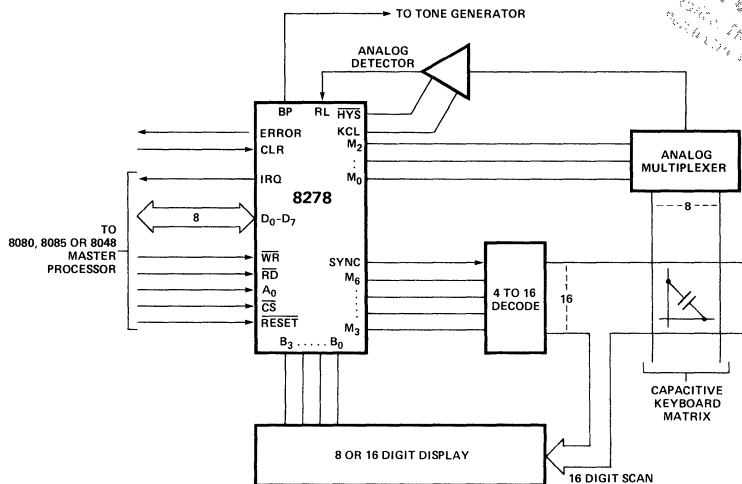 TO TONE GENERATOR
ANALOG
DETECTOR
BP RL HYS
ERROR
KCL
CLR
M2
ANALOG
MULTIPLEXER
IRQ
M0
8278
8
D0-D7
8
TO
8080, 8085 OR 8048
MASTER
PROCESSOR
WR
SYNC
RD
M6
4 TO 16
DECODE
16
A0
CS
RESET
M3
B3 ..... B0
CAPACITIVE
KEYBOARD
MATRIX
8 OR 16 DIGIT DISPLAY
16 DIGIT SCAN